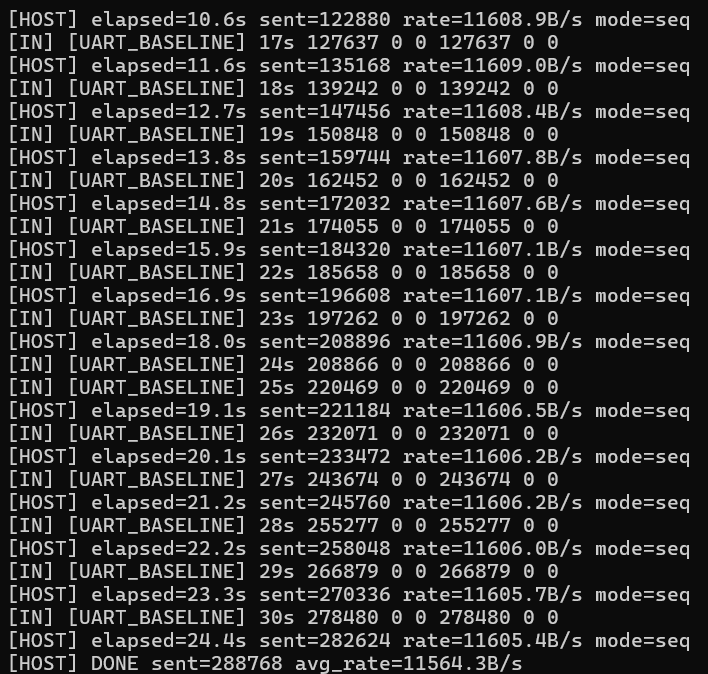 [HOST] elapsed=10.6s sent=122880 rate=11608.9B/s mode=seq
[IN] [UART_BASELINE] 17s 127637 0 0 127637 0 0
[HOST] elapsed=11.6s sent=135168 rate=11609.0B/s mode=seq
[IN] [UART_BASELINE] 18s 139242 0 0 139242 0 0
[HOST] elapsed=12.7s sent=147456 rate=11608.4B/s mode=seq
[IN] [UART_BASELINE] 19s 150848 0 0 150848 0 0
[HOST] elapsed=13.8s sent=159744 rate=11607.8B/s mode=seq
[IN] [UART_BASELINE] 20s 162452 0 0 162452 0 0
[HOST] elapsed=14.8s sent=172032 rate=11607.6B/s mode=seq
[IN] [UART_BASELINE] 21s 174055 0 0 174055 0 0
[HOST] elapsed=15.9s sent=184320 rate=11607.1B/s mode=seq
[IN] [UART_BASELINE] 22s 185658 0 0 185658 0 0
[HOST] elapsed=16.9s sent=196608 rate=11607.1B/s mode=seq
[IN] [UART_BASELINE] 23s 197262 0 0 197262 0 0
[HOST] elapsed=18.0s sent=208896 rate=11606.9B/s mode=seq
[IN] [UART_BASELINE] 24s 208866 0 0 208866 0 0
[IN] [UART_BASELINE] 25s 220469 0 0 220469 0 0
[HOST] elapsed=19.1s sent=221184 rate=11606.5B/s mode=seq
[IN] [UART_BASELINE] 26s 232071 0 0 232071 0 0
[HOST] elapsed=20.1s sent=233472 rate=11606.2B/s mode=seq
[IN] [UART_BASELINE] 27s 243674 0 0 243674 0 0
[HOST] elapsed=21.2s sent=245760 rate=11606.2B/s mode=seq
[IN] [UART_BASELINE] 28s 255277 0 0 255277 0 0
[HOST] elapsed=22.2s sent=258048 rate=11606.0B/s mode=seq
[IN] [UART_BASELINE] 29s 266879 0 0 266879 0 0
[HOST] elapsed=23.3s sent=270336 rate=11605.7B/s mode=seq
[IN] [UART_BASELINE] 30s 278480 0 0 278480 0 0
[HOST] elapsed=24.4s sent=282624 rate=11605.4B/s mode=seq
[HOST] DONE sent=288768 avg_rate=11564.3B/s